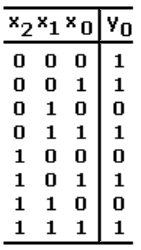 x₂ x₁ x₀ y₀
0 0 0 1
0 0 1 1
0 1 0 0
0 1 1 1
1 0 0 0
1 0 1 1
1 1 0 0
1 1 1 1